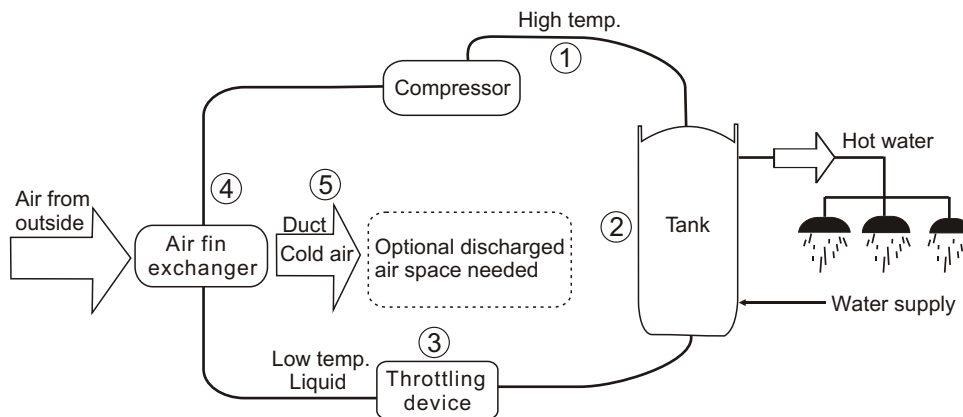 High temp.
①
Compressor
Hot water
④
⑤
②
Tank
Air from
outside
Duct
Cold air
Air fin
exchanger
Optional discharged
air space needed
Water supply
③
Low temp.
Liquid
Throttling
device